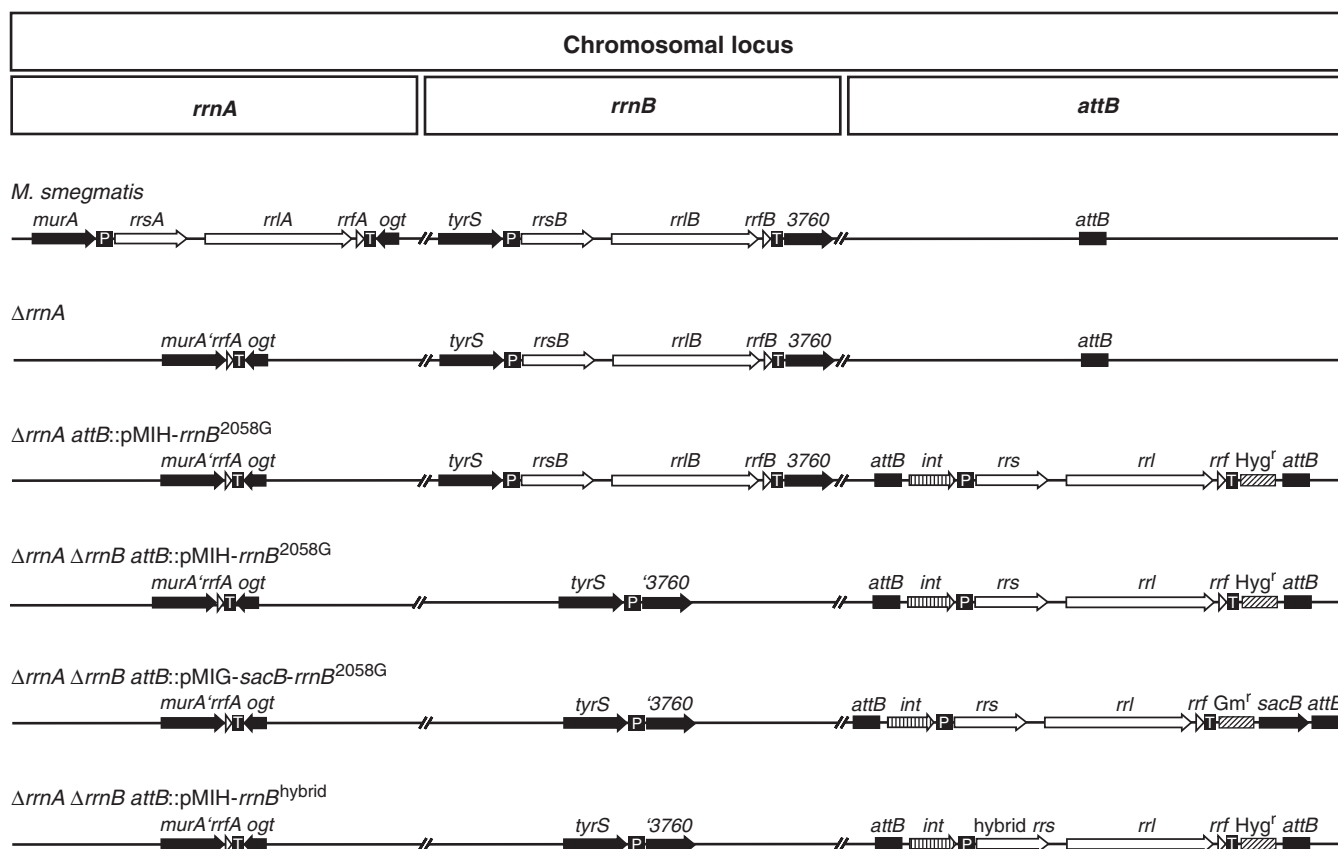 Chromosomal locus
rrnA rrnB attB
M. smegmatis
murA rrsA rrlA rrfA ogt tyrS rrsB rrlB rrfB 3760 attB
P T P T
ΔrrnA
murA‘rrfA ogt tyrS rrsB rrlB rrfB 3760 attB
T P T
ΔrrnA attB::pMIH-rrnB2058G
murA‘rrfA ogt tyrS rrsB rrlB rrfB 3760 attB int rrs rrl rrf Hygr attB
T P T P T
ΔrrnA ΔrrnB attB::pMIH-rrnB2058G
murA‘rrfA ogt tyrS ‘3760 attB int rrs rrl rrf Hygr attB
T P P T
ΔrrnA ΔrrnB attB::pMIG-sacB-rrnB2058G
murA‘rrfA ogt tyrS ‘3760 attB int rrs rrl rrf Gmr sacB attB
T P P T
ΔrrnA ΔrrnB attB::pMIH-rrnBhybrid
murA‘rrfA ogt tyrS ‘3760 attB int hybrid rrs rrl rrf Hygr attB
T P P T